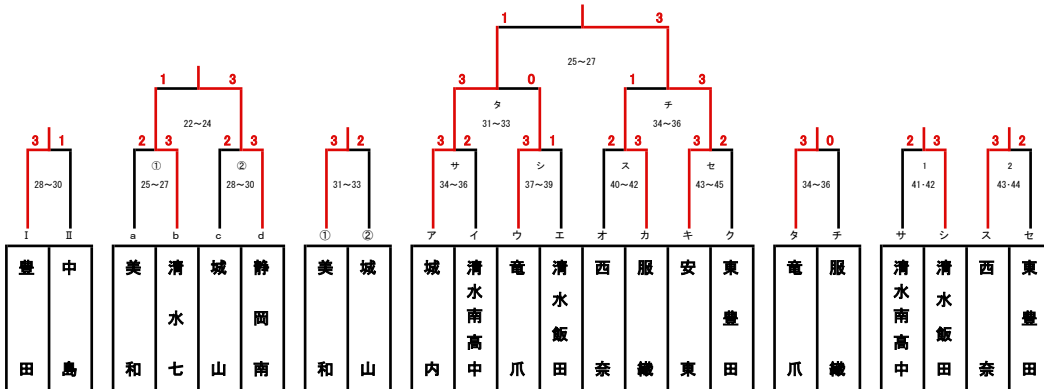 1 3
25～27
1 3
3 0
1 3
22～24
タ
31～33
チ
34～36
3 1
2 3
2 3
3 2
3 2
3 1
2 3
3 2
3 0
2 3
3 2
28～30
①
25～27
②
28～30
31～33
サ
34～36
シ
37～39
ス
40～42
セ
43～45
34～36
1
41・42
2
43・44
Ⅰ Ⅱ
a b c d
① ②
ア イ ウ エ オ カ キ ク
タ チ
サ シ ス セ
豊田
中島
美和
清水七
城山
静岡南
美和
城山
城内
清水南高中
竜爪
清水飯田
西奈
服織
安東
東豊田
竜爪
服織
清水南高中
清水飯田
西奈
東豊田